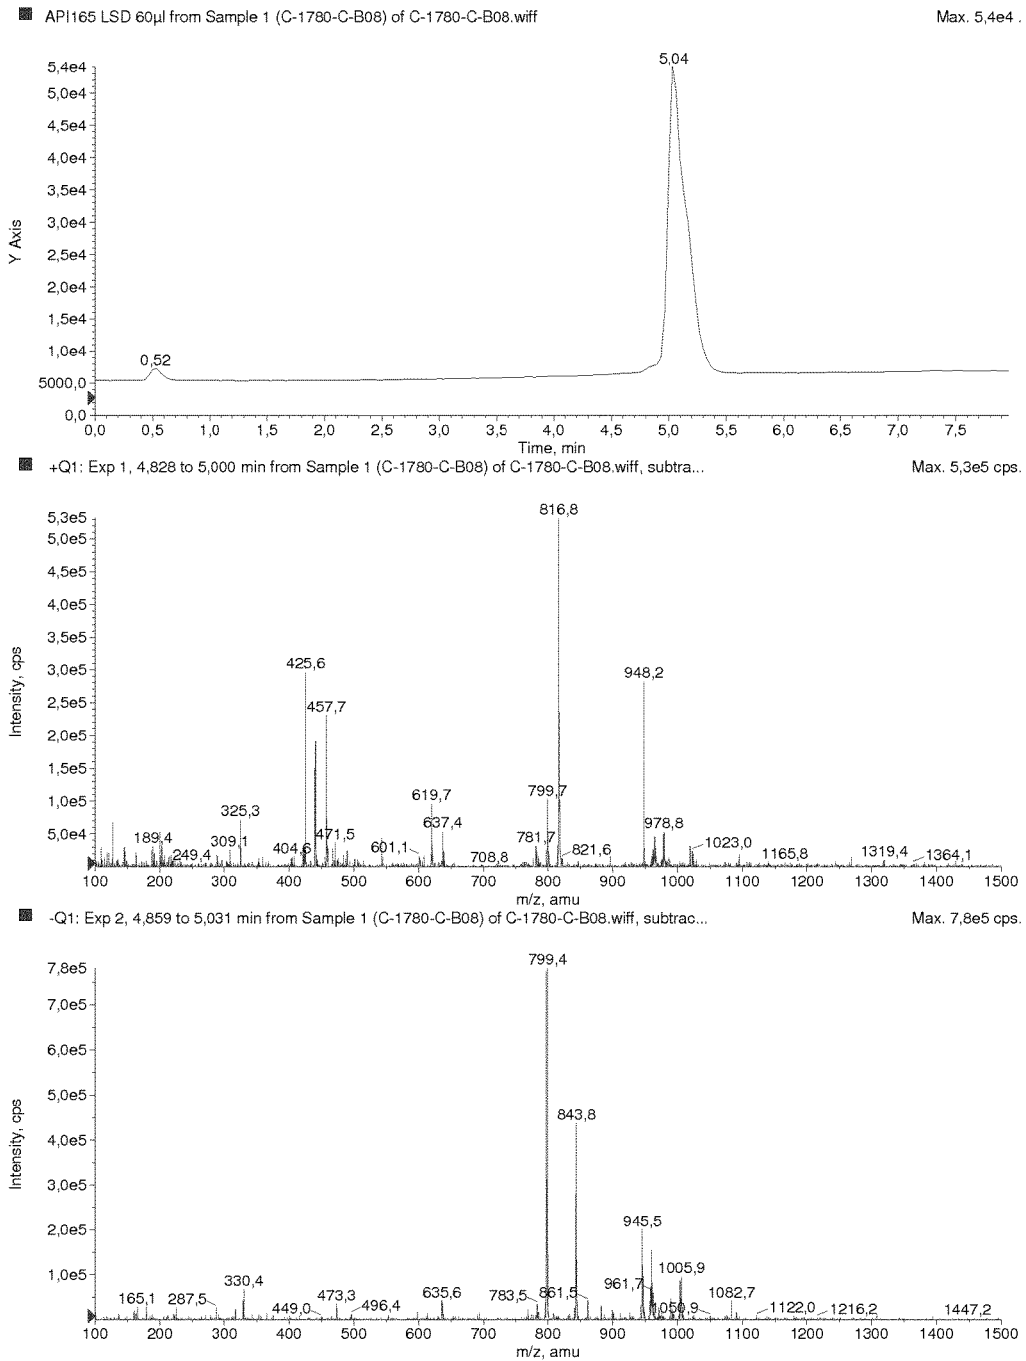 API165 LSD 60µl from Sample 1 (C-1780-C-B08) of C-1780-C-B08.wiff Max. 5,4e4 .
5,04
5,4e4
5,0e4
4,5e4
4,0e4
3,5e4
3,0e4
2,5e4
2,0e4
1,5e4
1,0e4
5000,0
0,0
Y Axis
0,52
0,0 0,5 1,0 1,5 2,0 2,5 3,0 3,5 4,0 4,5 5,0 5,5 6,0 6,5 7,0 7,5
Time, min
+Q1: Exp 1, 4,828 to 5,000 min from Sample 1 (C-1780-C-B08) of C-1780-C-B08.wiff, subtra... Max. 5,3e5 cps.
816,8
5,3e5
5,0e5
4,5e5
4,0e5
3,5e5
3,0e5
2,5e5
2,0e5
1,5e5
1,0e5
5,0e4
Intensity, cps
425,6
948,2
457,7
619,7 799,7
325,3
637,4 978,8
189,4 309,1 471,5 781,7 1023,0
249,4 404,6 601,1 708,8 821,6 1165,8 1319,4 1364,1
100 200 300 400 500 600 700 800 900 1000 1100 1200 1300 1400 1500
m/z, amu
-Q1: Exp 2, 4,859 to 5,031 min from Sample 1 (C-1780-C-B08) of C-1780-C-B08.wiff, subtrac... Max. 7,8e5 cps.
799,4
7,8e5
7,0e5
6,0e5
5,0e5
4,0e5
3,0e5
2,0e5
1,0e5
Intensity, cps
843,8
945,5
1005,9
330,4 961,7
165,1 287,5 473,3 635,6 783,5 861,5 1082,7
449,0 496,4 1050,9 1122,0 1216,2 1447,2
100 200 300 400 500 600 700 800 900 1000 1100 1200 1300 1400 1500
m/z, amu